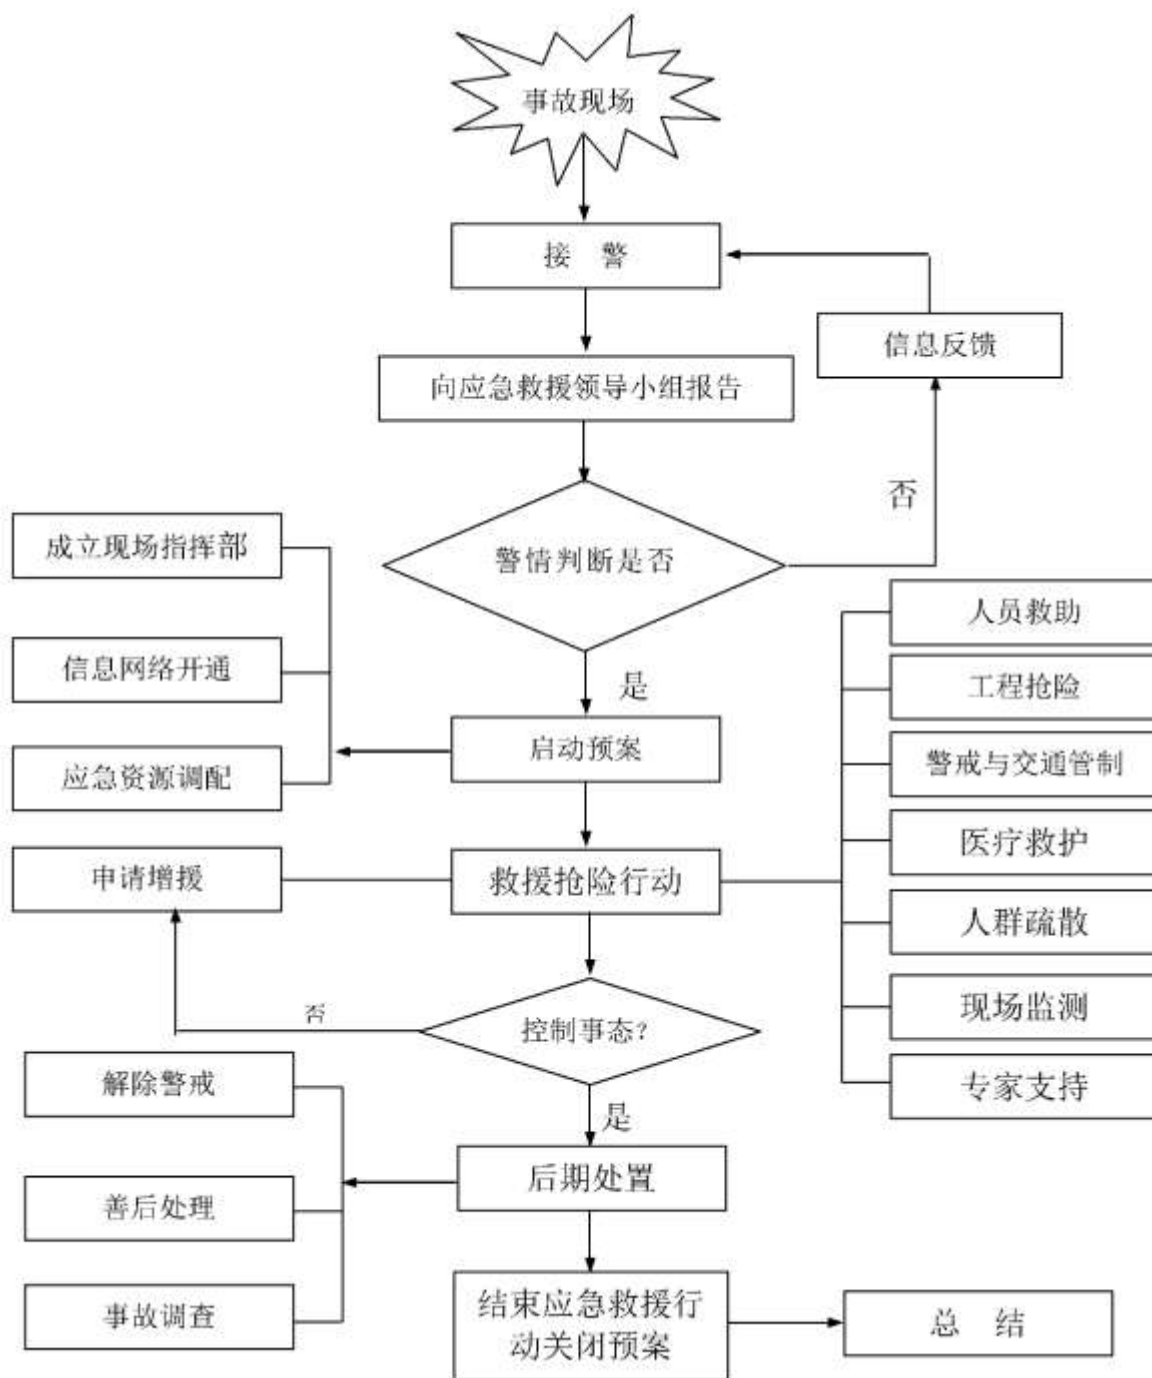 事故现场
接 警
信息反馈
向应急救援领导小组报告
否
成立现场指挥部
警情判断是否
人员救助
信息网络开通
是
工程抢险
启动预案
应急资源调配
警戒与交通管制
医疗救护
申请增援
救援抢险行动
人群疏散
否
控制事态?
现场监测
解除警戒
专家支持
是
后期处置
善后处理
事故调查
结束应急救援行
动关闭预案
总 结